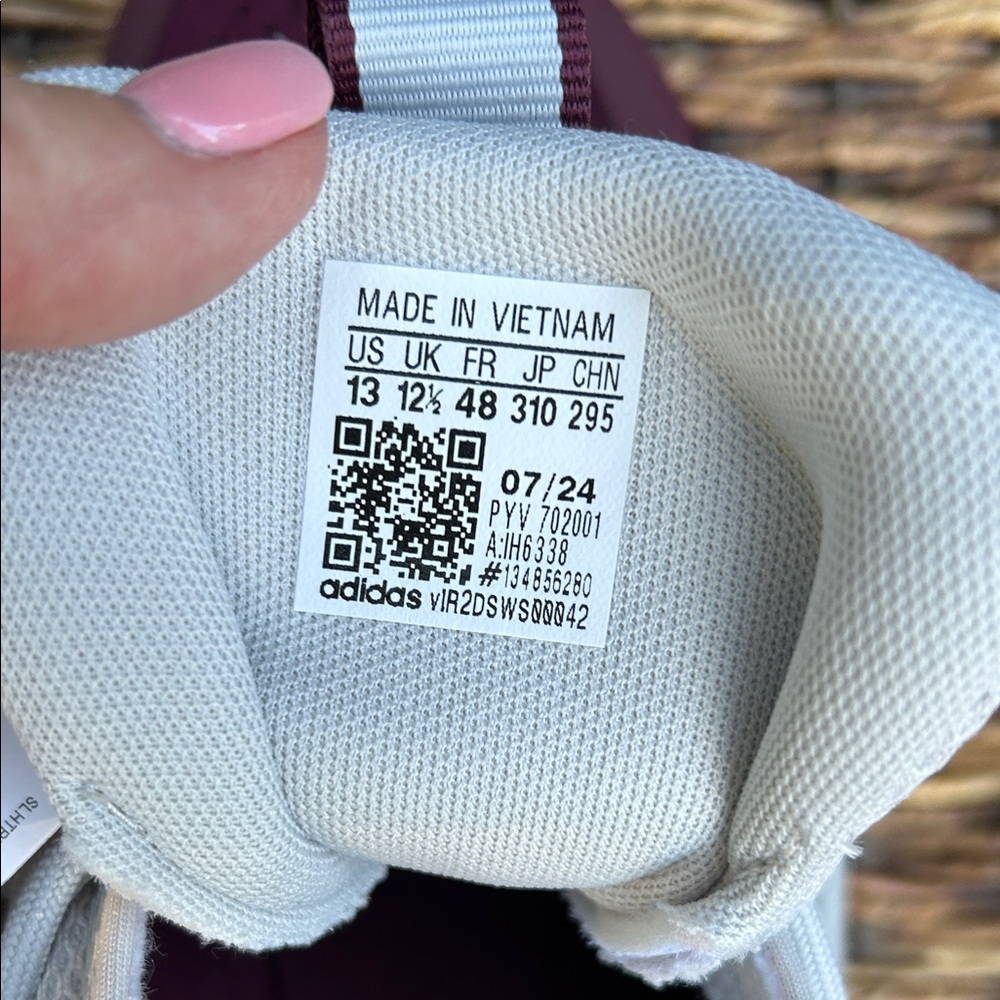 MADE IN VIETNAM
US UK FR JP CHN
13 12½ 48 310 295
07/24
PYV 702001
A:IH6338
#134856280
adidas vIR2DSWS00042